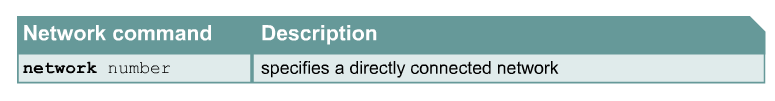 Network command Description
network number specifies a directly connected network